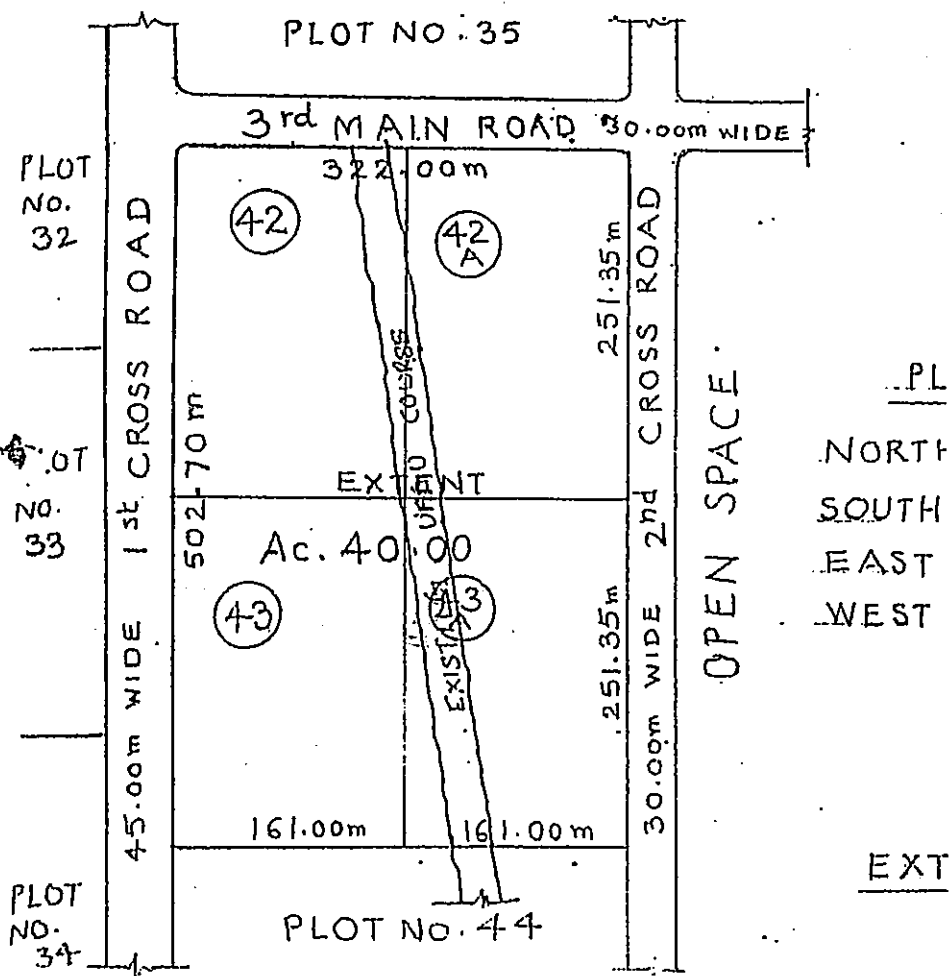 PLOT NO. 35
3rd MAIN ROAD 30.00m WIDE
322.00m
PLOT
NO.
32
42
42
A
1st CROSS ROAD
45.00m WIDE
502-70m
251.35m
2nd CROSS ROAD
30.00m WIDE
OPEN SPACE
COURSE
EXTENT
Ac. 40.00
OT
NO.
33
43
43
251.35m
161.00m
161.00m
PLOT
NO.
34
PLOT NO. 44
PL
NORTH
SOUTH
EAST
WEST
EXT